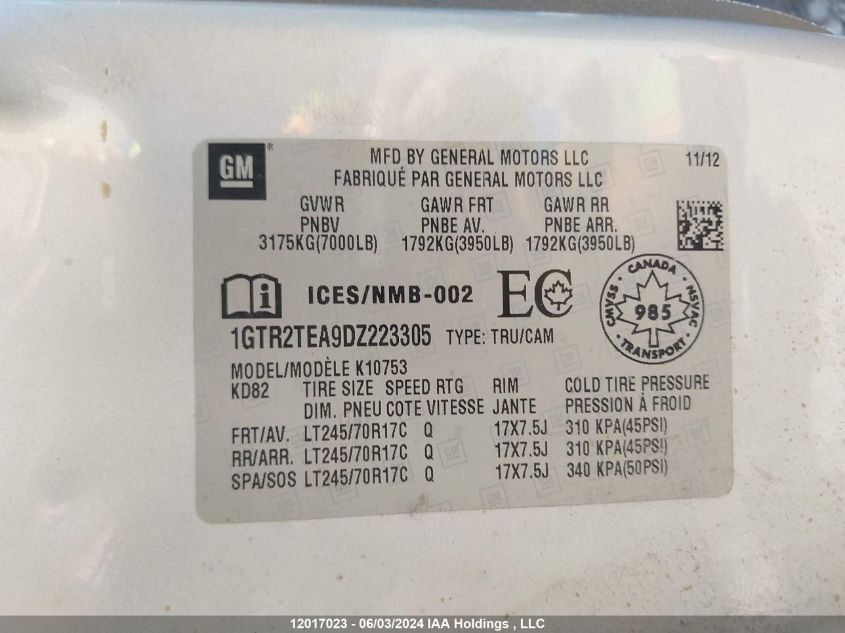 GM
MFD BY GENERAL MOTORS LLC
11/12
FABRIQUÉ PAR GENERAL MOTORS LLC
GVWR GAWR FRT GAWR RR
PNBV PNBE AV. PNBE ARR.
3175KG(7000LB) 1792KG(3950LB) 1792KG(3950LB)
ICES/NMB-002 EC
CANADA
CMVSS 985 NSVAC
TRANSPORT
1GTR2TEA9DZ223305 TYPE: TRU/CAM
MODEL/MODÈLE K10753
KD82 TIRE SIZE SPEED RTG RIM COLD TIRE PRESSURE
DIM. PNEU COTE VITESSE JANTE PRESSION À FROID
FRT/AV. LT245/70R17C Q 17X7.5J 310 KPA(45PSI)
RR/ARR. LT245/70R17C Q 17X7.5J 310 KPA(45PSI)
SPA/SOS LT245/70R17C Q 17X7.5J 340 KPA(50PSI)
12017023 - 06/03/2024 IAA Holdings , LLC